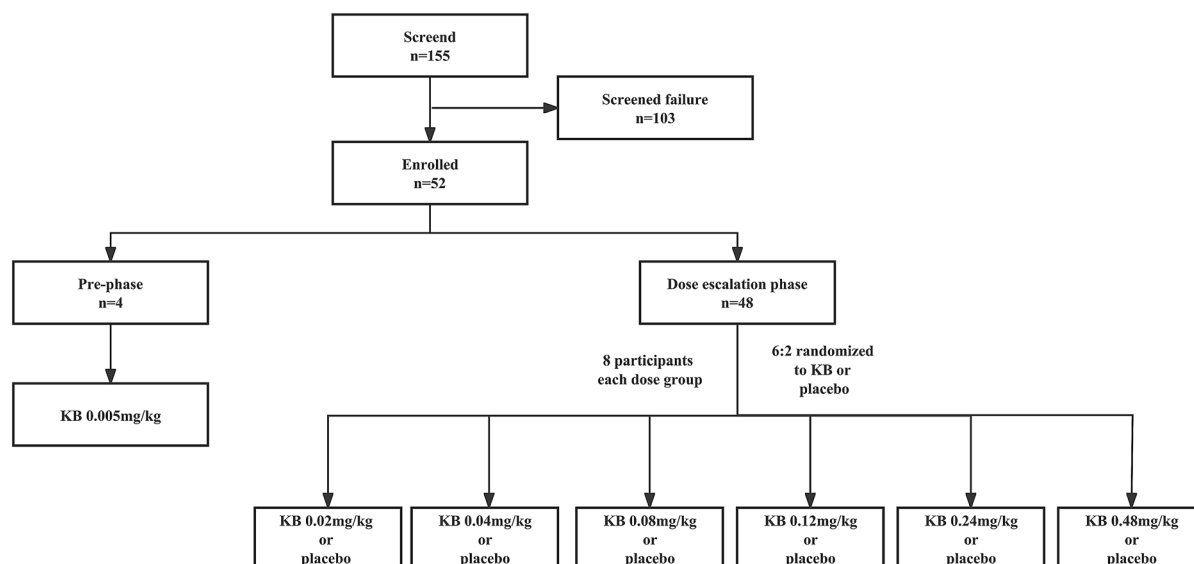 Screend
n=155
Screened failure
n=103
Enrolled
n=52
Pre-phase
n=4
Dose escalation phase
n=48
8 participants
each dose group
6:2 randomized
to KB or
placebo
KB 0.005mg/kg
KB 0.02mg/kg
or
placebo
KB 0.04mg/kg
or
placebo
KB 0.08mg/kg
or
placebo
KB 0.12mg/kg
or
placebo
KB 0.24mg/kg
or
placebo
KB 0.48mg/kg
or
placebo